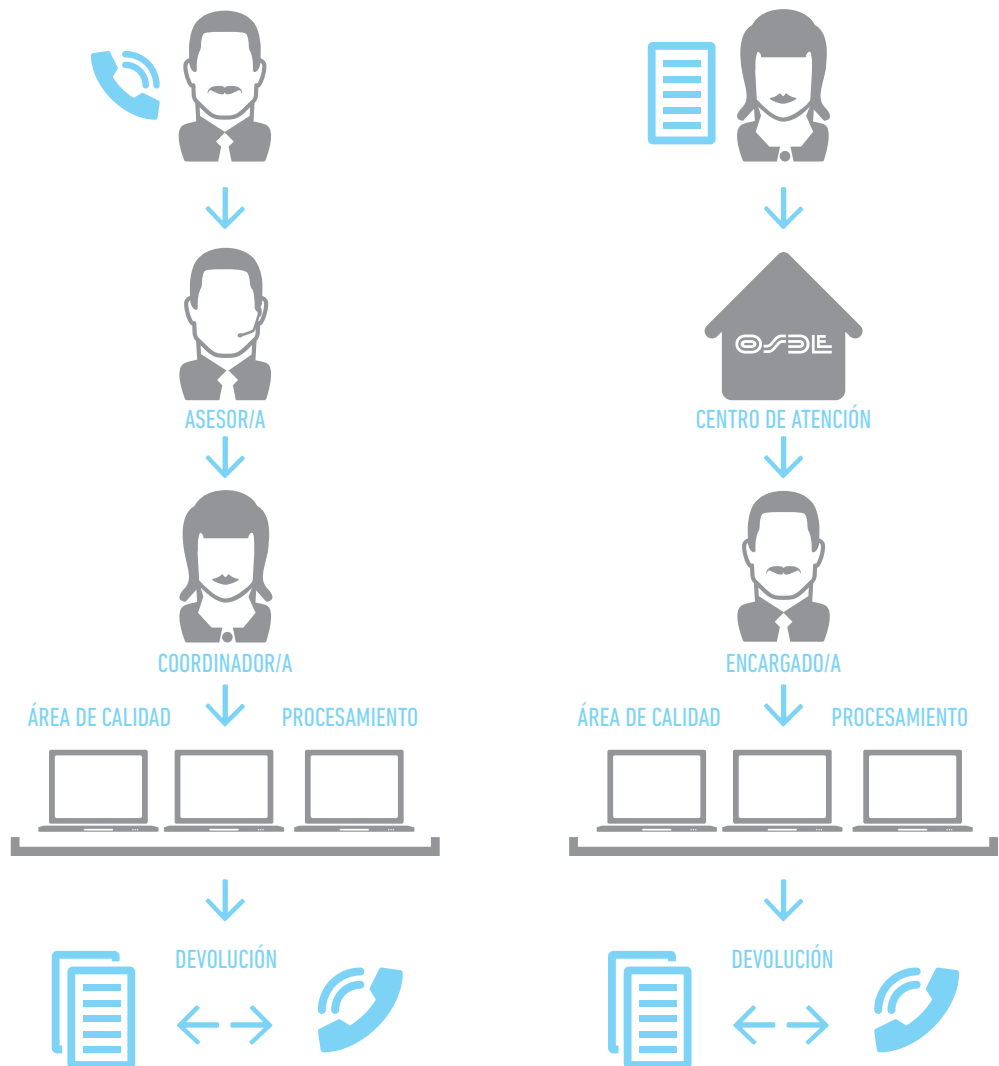 ASESOR/A
COORDINADOR/A
ÁREA DE CALIDAD
PROCESAMIENTO
DEVOLUCIÓN
OSDE
CENTRO DE ATENCIÓN
ENCARGADO/A
ÁREA DE CALIDAD
PROCESAMIENTO
DEVOLUCIÓN